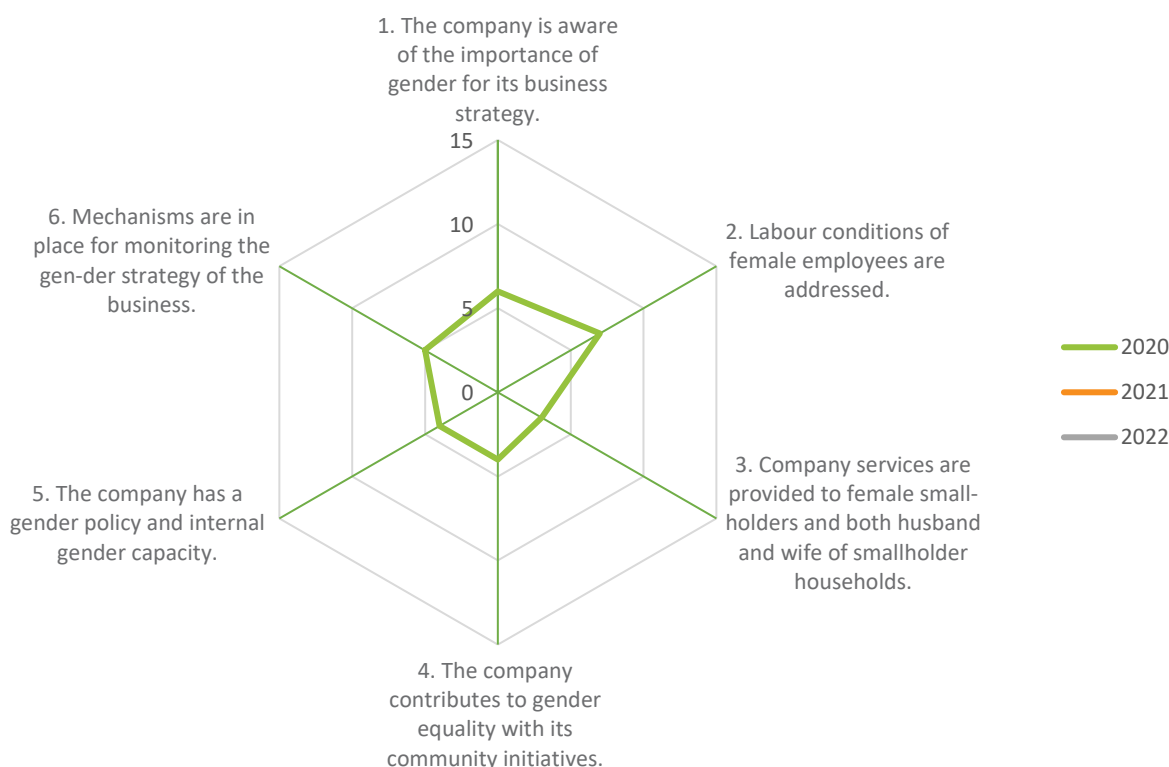 1. The company is aware
of the importance of
gender for its business
strategy.
15
10
5
0
2. Labour conditions of
female employees are
addressed.
3. Company services are
provided to female small-
holders and both husband
and wife of smallholder
households.
4. The company
contributes to gender
equality with its
community initiatives.
5. The company has a
gender policy and internal
gender capacity.
6. Mechanisms are in
place for monitoring the
gen-der strategy of the
business.
2020
2021
2022